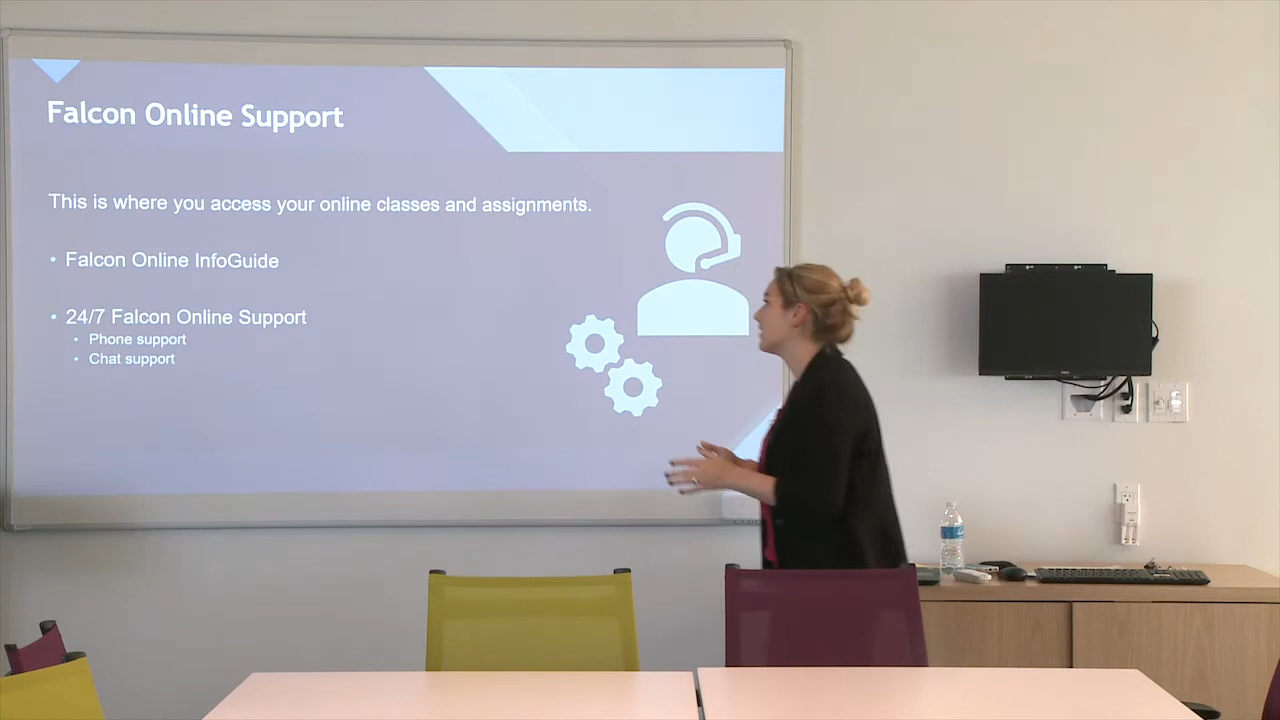 Falcon Online Support
This is where you access your online classes and assignments.
• Falcon Online InfoGuide
• 24/7 Falcon Online Support
• Phone support
• Chat support